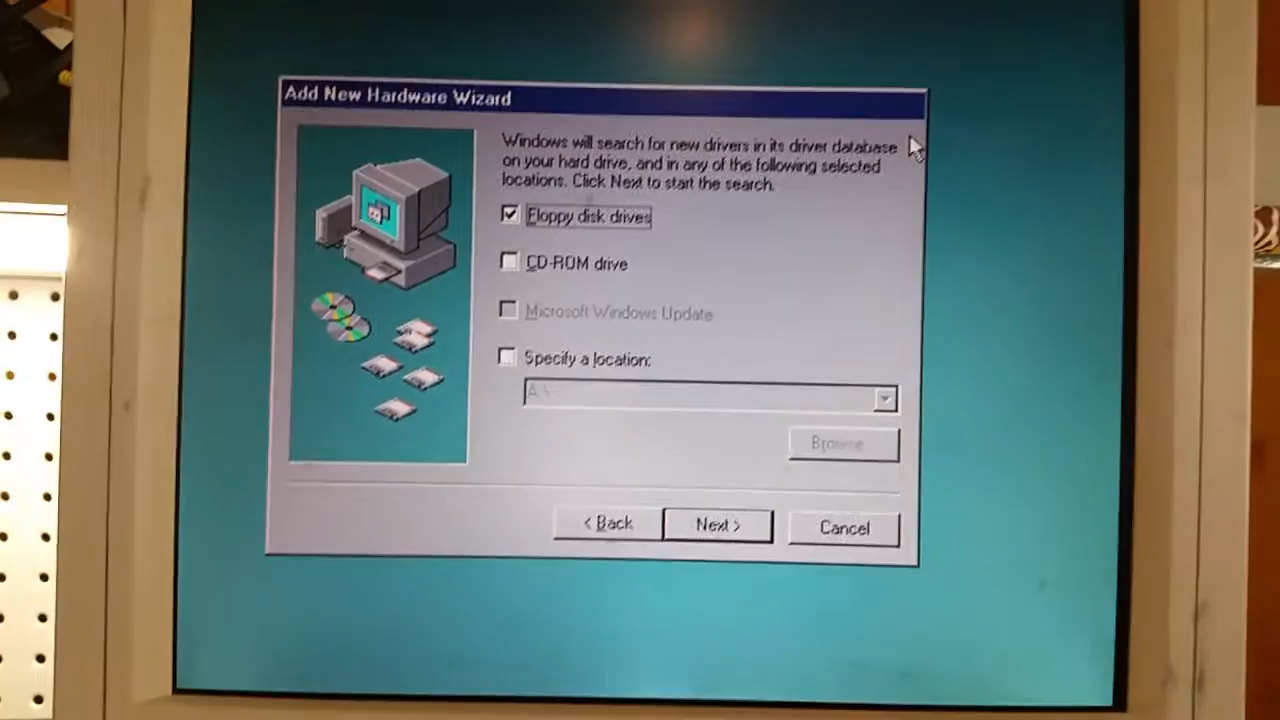 Add New Hardware Wizard
Windows will search for new drivers in its driver database
on your hard drive, and in any of the following selected
locations. Click Next to start the search.
Floppy disk drives
CD-ROM drive
Microsoft Windows Update
Specify a location:
A:\
Browse...
< Back
Next >
Cancel